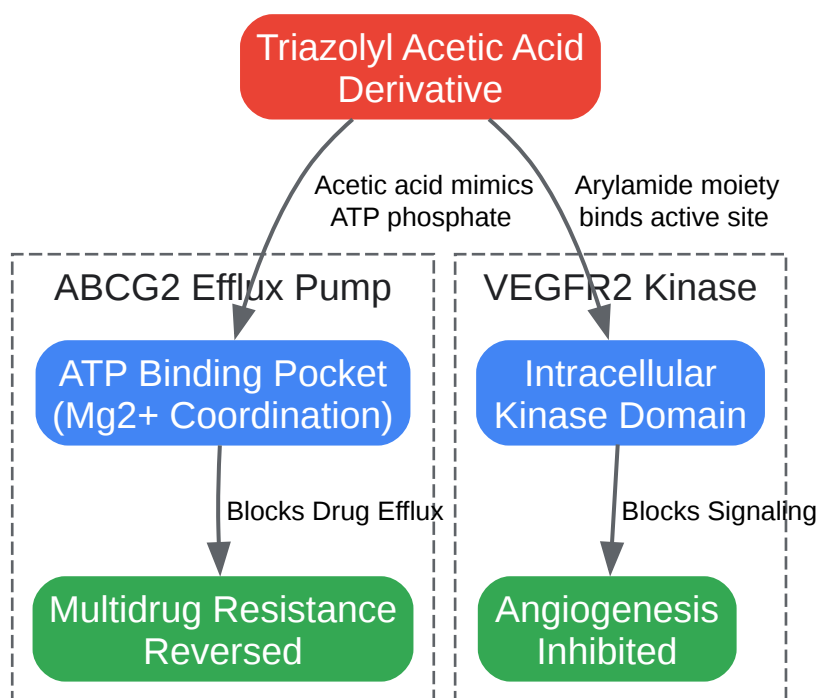 Triazolyl Acetic Acid
Derivative
Acetic acid mimics
ATP phosphate
Arylamide moiety
binds active site
ABCG2 Efflux Pump
VEGFR2 Kinase
ATP Binding Pocket
(Mg2+ Coordination)
Intracellular
Kinase Domain
Blocks Drug Efflux
Blocks Signaling
Multidrug Resistance
Reversed
Angiogenesis
Inhibited